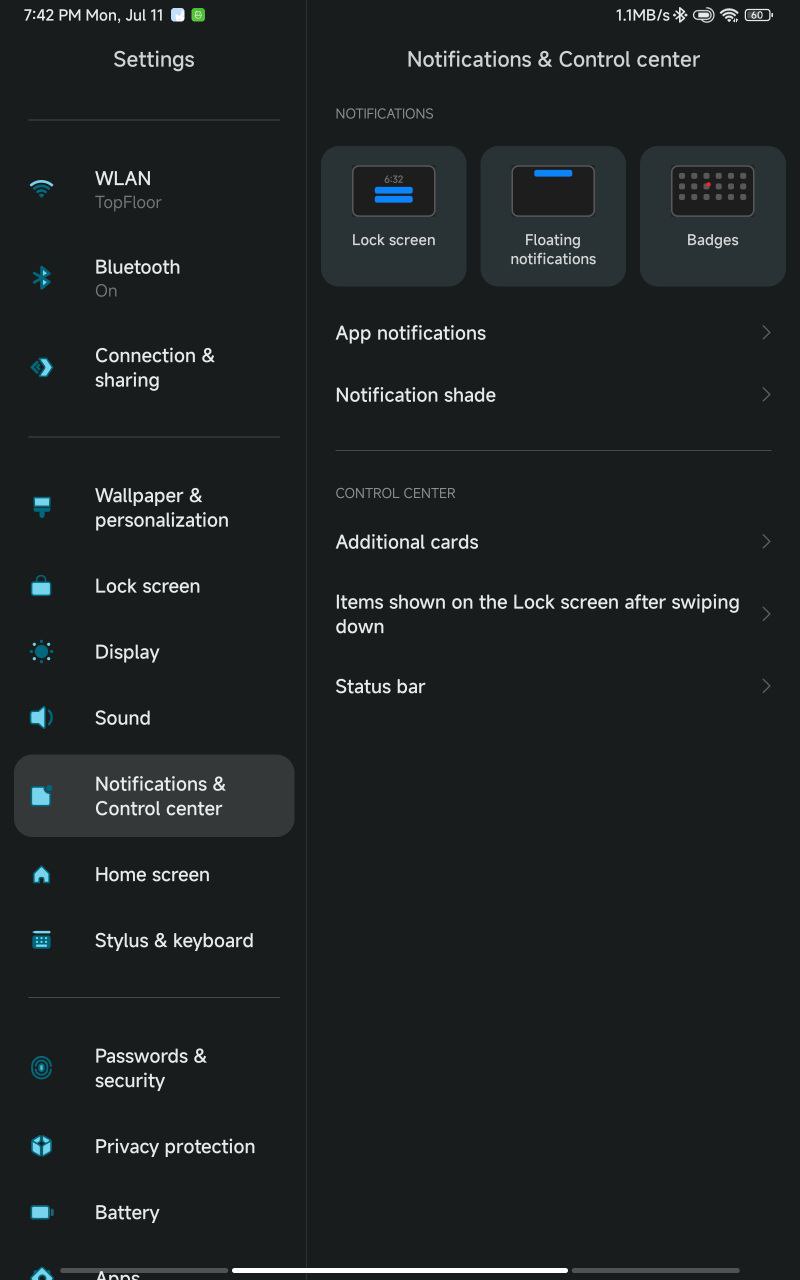 7:42 PM Mon, Jul 11
1.1MB/s
60
Settings
WLAN
TopFloor
Bluetooth
On
Connection &
sharing
Wallpaper &
personalization
Lock screen
Display
Sound
Notifications &
Control center
Home screen
Stylus & keyboard
Passwords &
security
Privacy protection
Battery
Apps
Notifications & Control center
NOTIFICATIONS
6:32
Lock screen
Floating
notifications
Badges
App notifications
Notification shade
CONTROL CENTER
Additional cards
Items shown on the Lock screen after swiping
down
Status bar